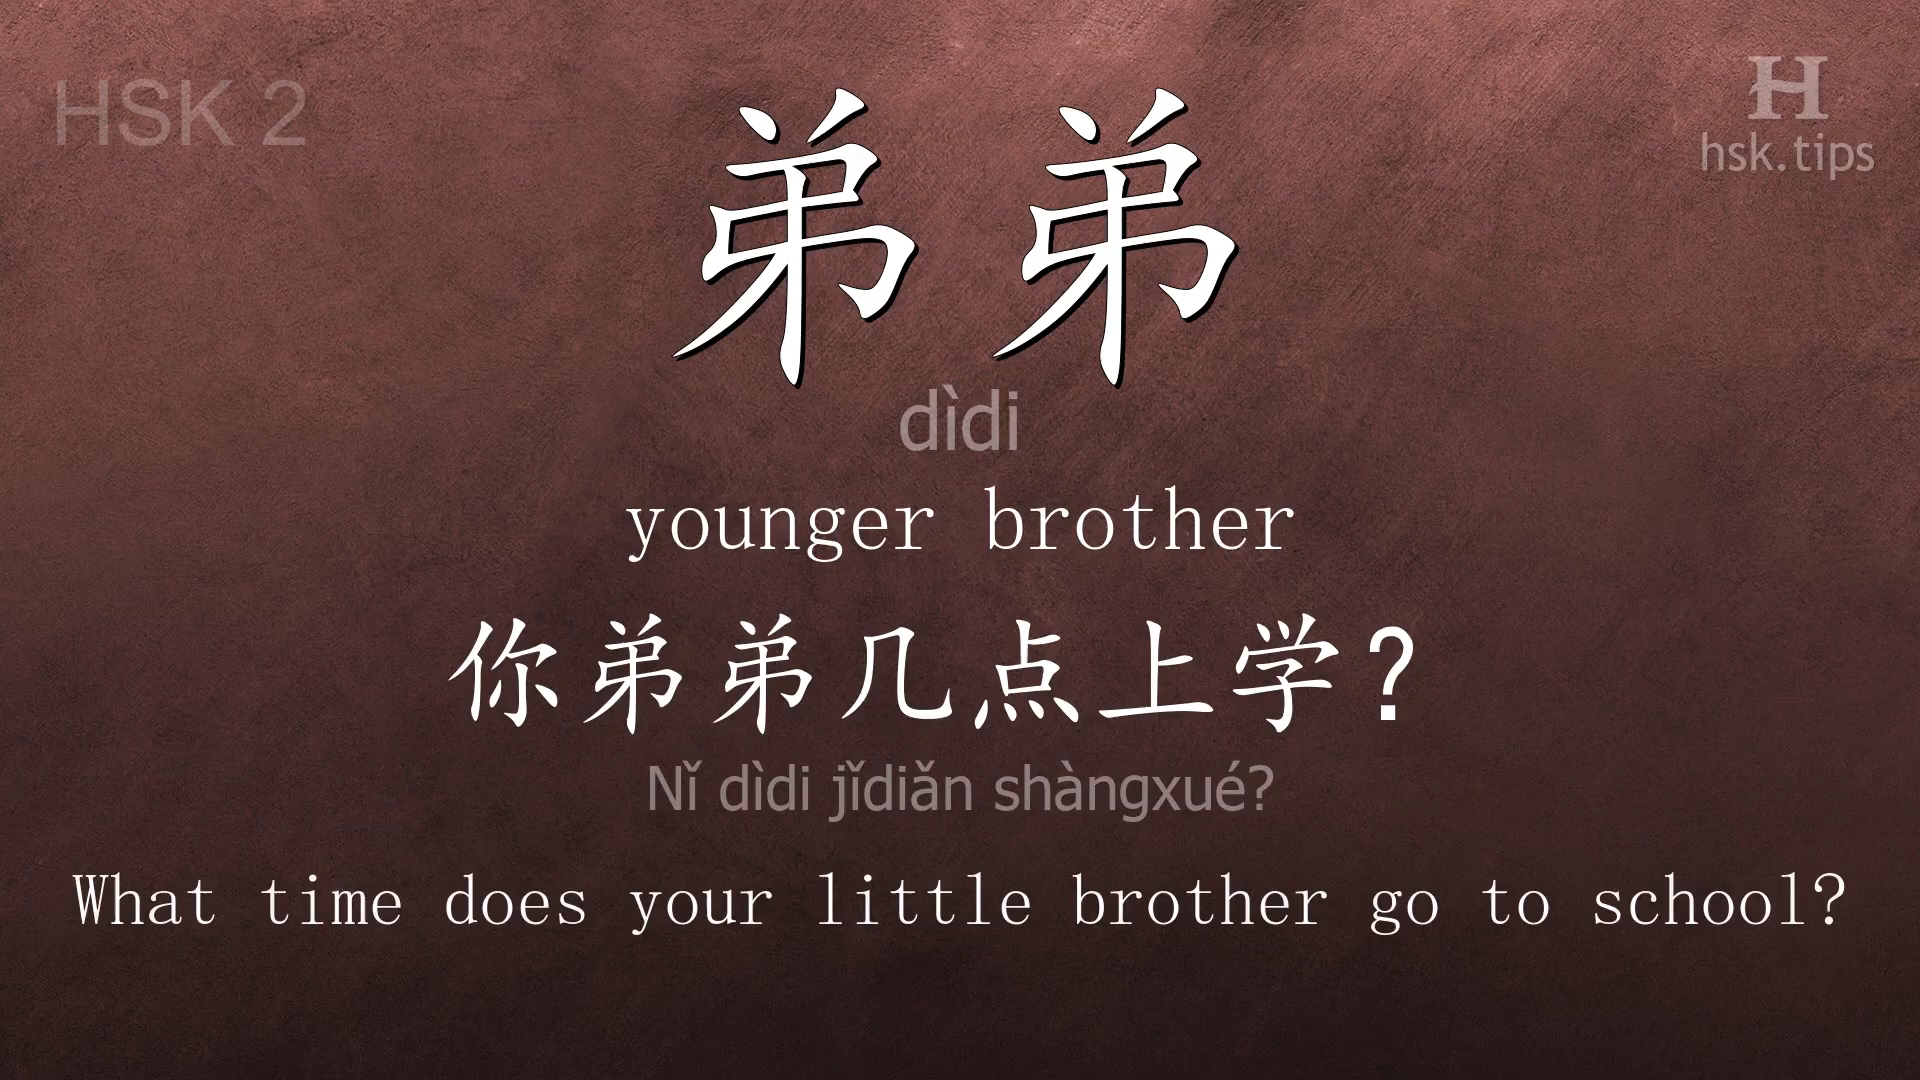 HSK 2
H
hsk.tips
弟弟
dìdi
younger brother
你弟弟几点上学?
Nǐ dìdi jǐdiǎn shàngxué?
What time does your little brother go to school?